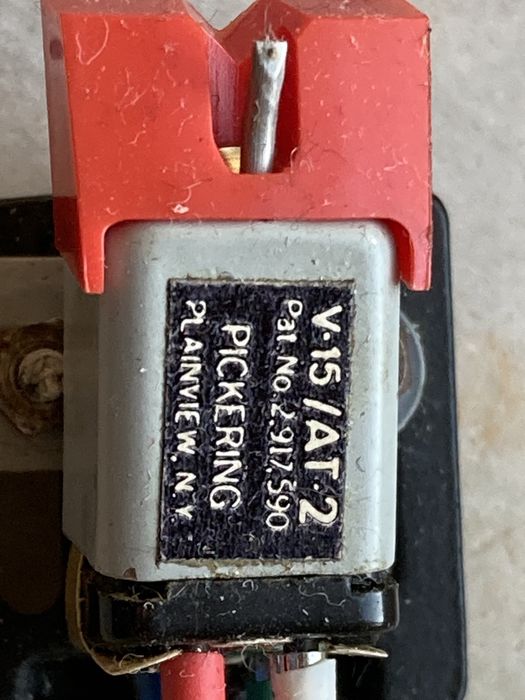 V-15/AT-2
Pat No. 2,917,590
PICKERING
PLAINVIEW, N.Y.